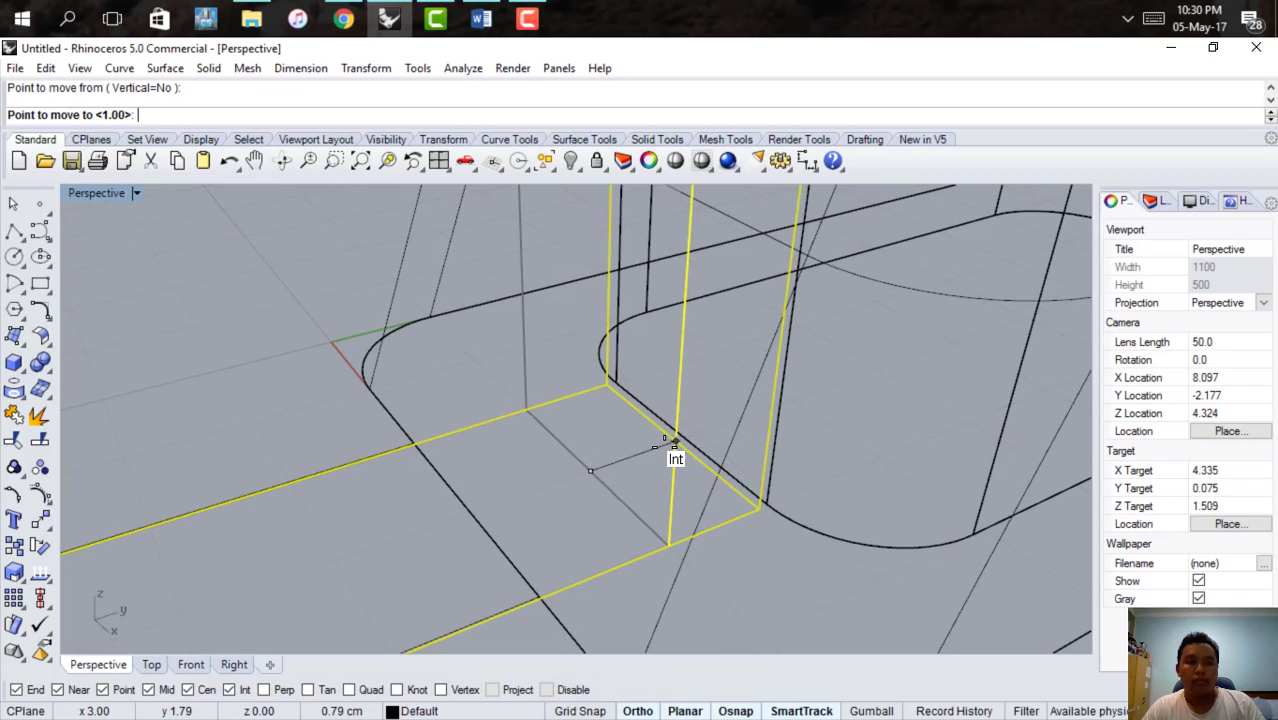 10:30 PM
05-May-17
28
Untitled - Rhinoceros 5.0 Commercial - [Perspective]
File Edit View Curve Surface Solid Mesh Dimension Transform Tools Analyze Render Panels Help
Point to move from ( Vertical=No ):
Point to move to <1.00>:
Standard CPlanes Set View Display Select Viewport Layout Visibility Transform Curve Tools Surface Tools Solid Tools Mesh Tools Render Tools Drafting New in V5
Perspective
P... L... Di... H...
Viewport
Title Perspective
Width 1100
Height 500
Projection Perspective
Camera
Lens Length 50.0
Rotation 0.0
X Location 8.097
Y Location -2.177
Z Location 4.324
Location Place...
Target
X Target 4.335
Y Target 0.075
Z Target 1.509
Location Place...
Wallpaper
Filename (none) ...
Show
Gray
Int
z
y
x
Perspective Top Front Right
End Near Point Mid Cen Int Perp Tan Quad Knot Vertex Project Disable
CPlane x 3.00 y 1.79 z 0.00 0.79 cm Default Grid Snap Ortho Planar Osnap SmartTrack Gumball Record History Filter Available physi